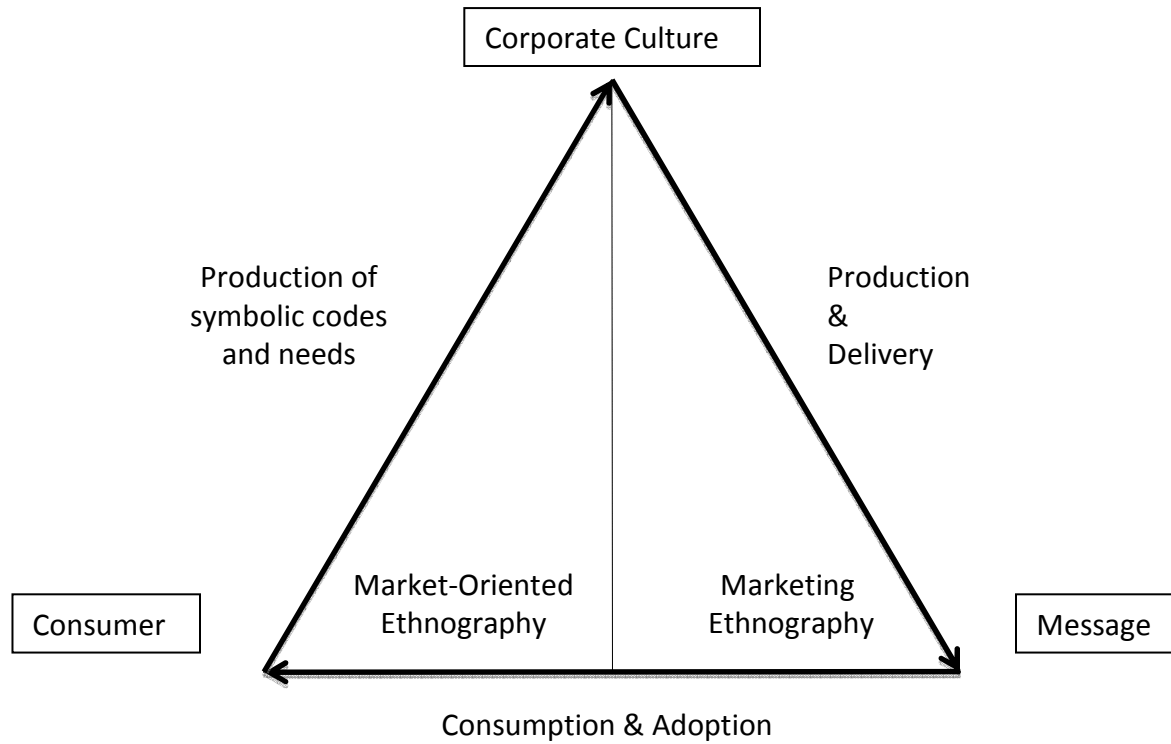 Corporate Culture
Production of
symbolic codes
and needs
Production
&
Delivery
Market-Oriented
Ethnography
Marketing
Ethnography
Consumer
Message
Consumption & Adoption